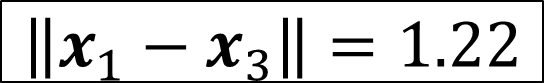 ‖𝒙₁ − 𝒙₃‖ = 1.22